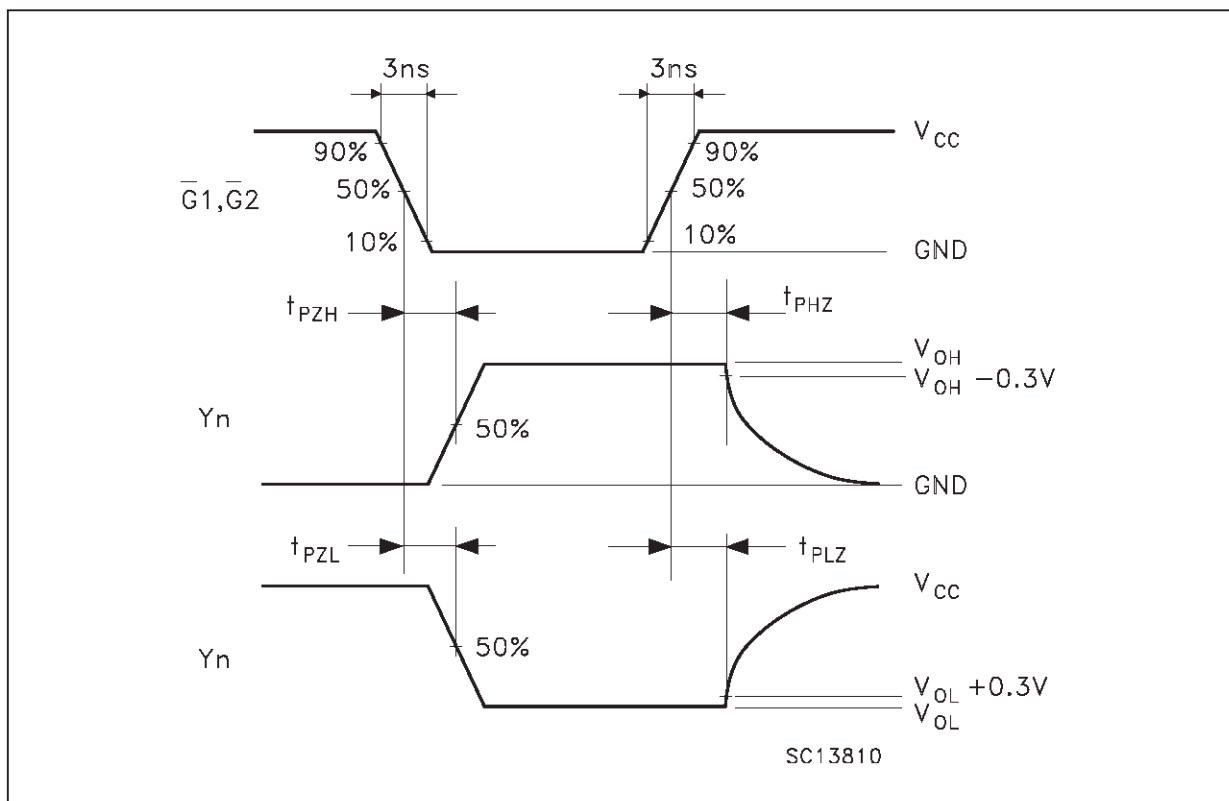 3ns 3ns
V_CC
90% 90%
G̅1,G̅2 50% 50%
10% 10%
GND
t_PZH t_PHZ
V_OH
V_OH −0.3V
Yn 50%
GND
t_PZL t_PLZ
V_CC
50%
Yn
V_OL +0.3V
V_OL
SC13810